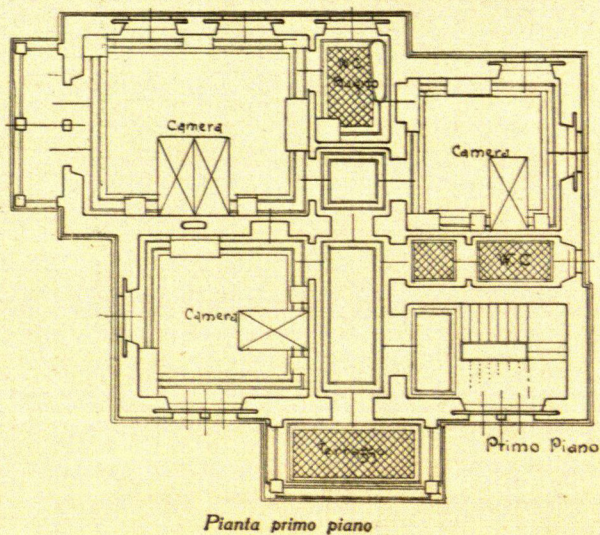 W.C.
Bagno
Camera
Camera
W.C.
Camera
Terrazzo
Primo Piano
Pianta primo piano